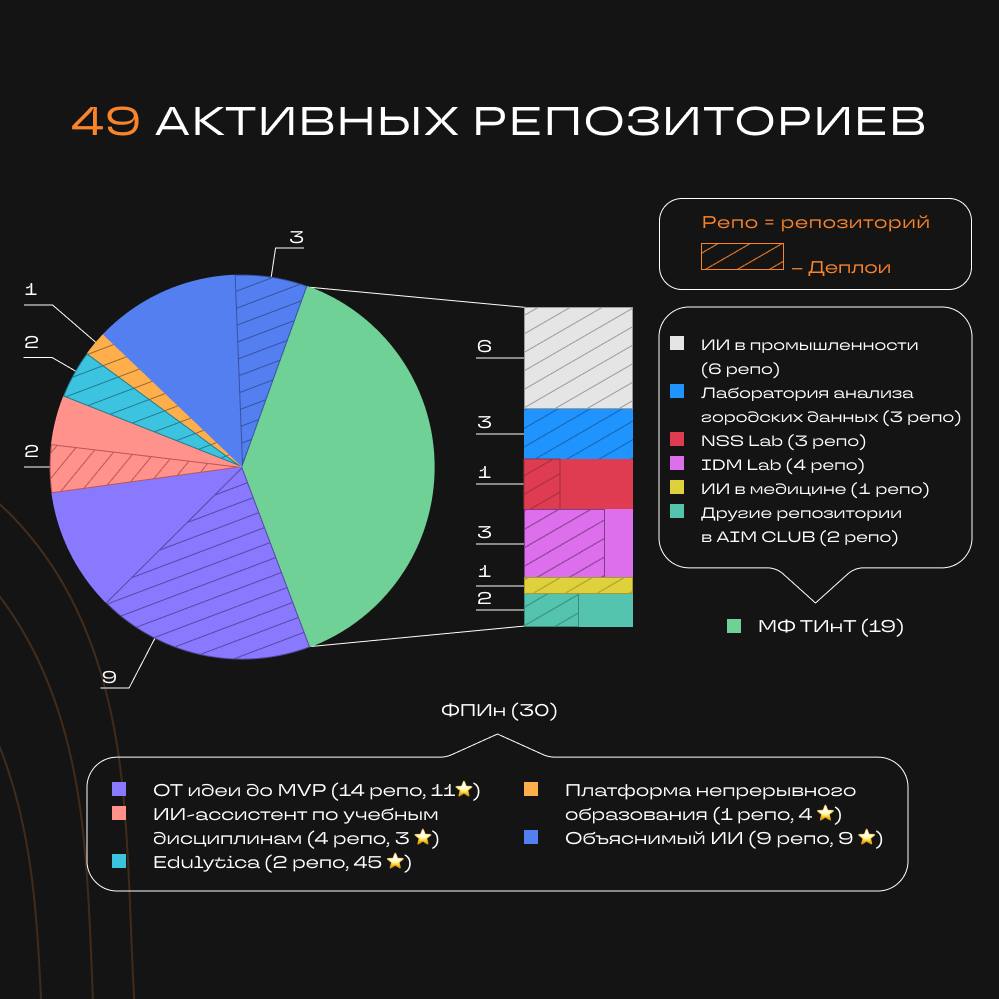 49 АКТИВНЫХ РЕПОЗИТОРИЕВ
Репо = репозиторий
– Деплои
3
1
2
2
9
6
3
1
3
1
2
ИИ в промышленности
(6 репо)
Лаборатория анализа
городских данных (3 репо)
NSS Lab (3 репо)
IDM Lab (4 репо)
ИИ в медицине (1 репо)
Другие репозитории
в AIM CLUB (2 репо)
МФ ТИнТ (19)
ФПИн (30)
ОТ идеи до MVP (14 репо, 11⭐)
ИИ-ассистент по учебным
дисциплинам (4 репо, 3 ⭐)
Edulytica (2 репо, 45 ⭐)
Платформа непрерывного
образования (1 репо, 4 ⭐)
Объяснимый ИИ (9 репо, 9 ⭐)